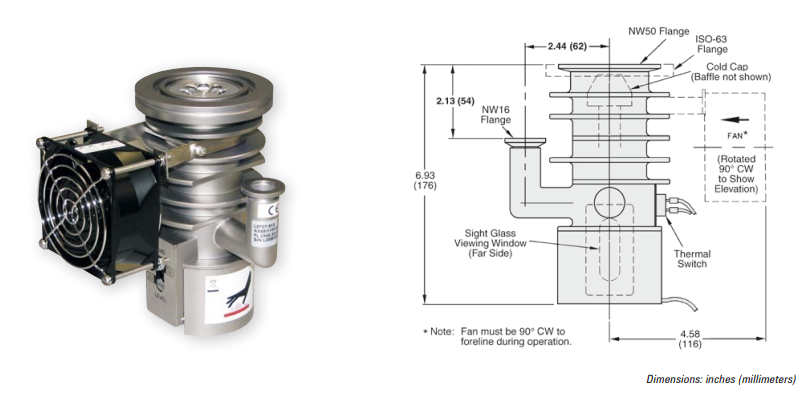 NW50 Flange
ISO-63
Flange
2.44 (62)
Cold Cap
(Baffle not shown)
2.13 (54)
NW16
Flange
FAN*
(Rotated
90° CW
to Show
Elevation)
6.93
(176)
Sight Glass
Viewing Window
(Far Side)
Thermal
Switch
* Note: Fan must be 90° CW to
foreline during operation.
4.58
(116)
Dimensions: inches (millimeters)
LEVEL